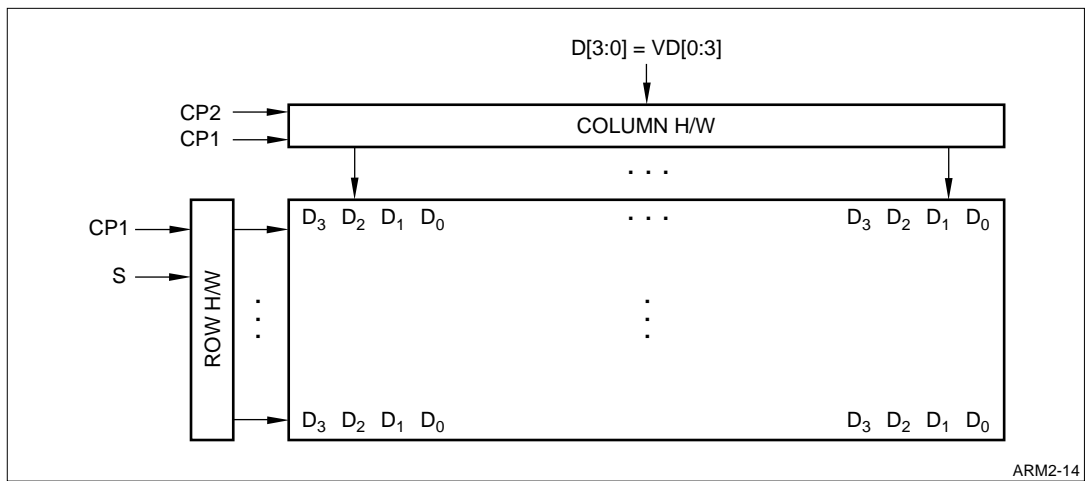 D[3:0] = VD[0:3]
CP2
CP1
COLUMN H/W
. . .
CP1
S
ROW H/W
D₃ D₂ D₁ D₀ . . . D₃ D₂ D₁ D₀
. . .
D₃ D₂ D₁ D₀ D₃ D₂ D₁ D₀
ARM2-14